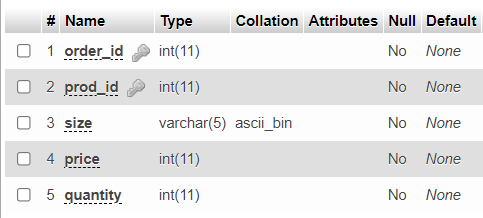 # Name Type Collation Attributes Null Default
1 order_id int(11) No None
2 prod_id int(11) No None
3 size varchar(5) ascii_bin No None
4 price int(11) No None
5 quantity int(11) No None